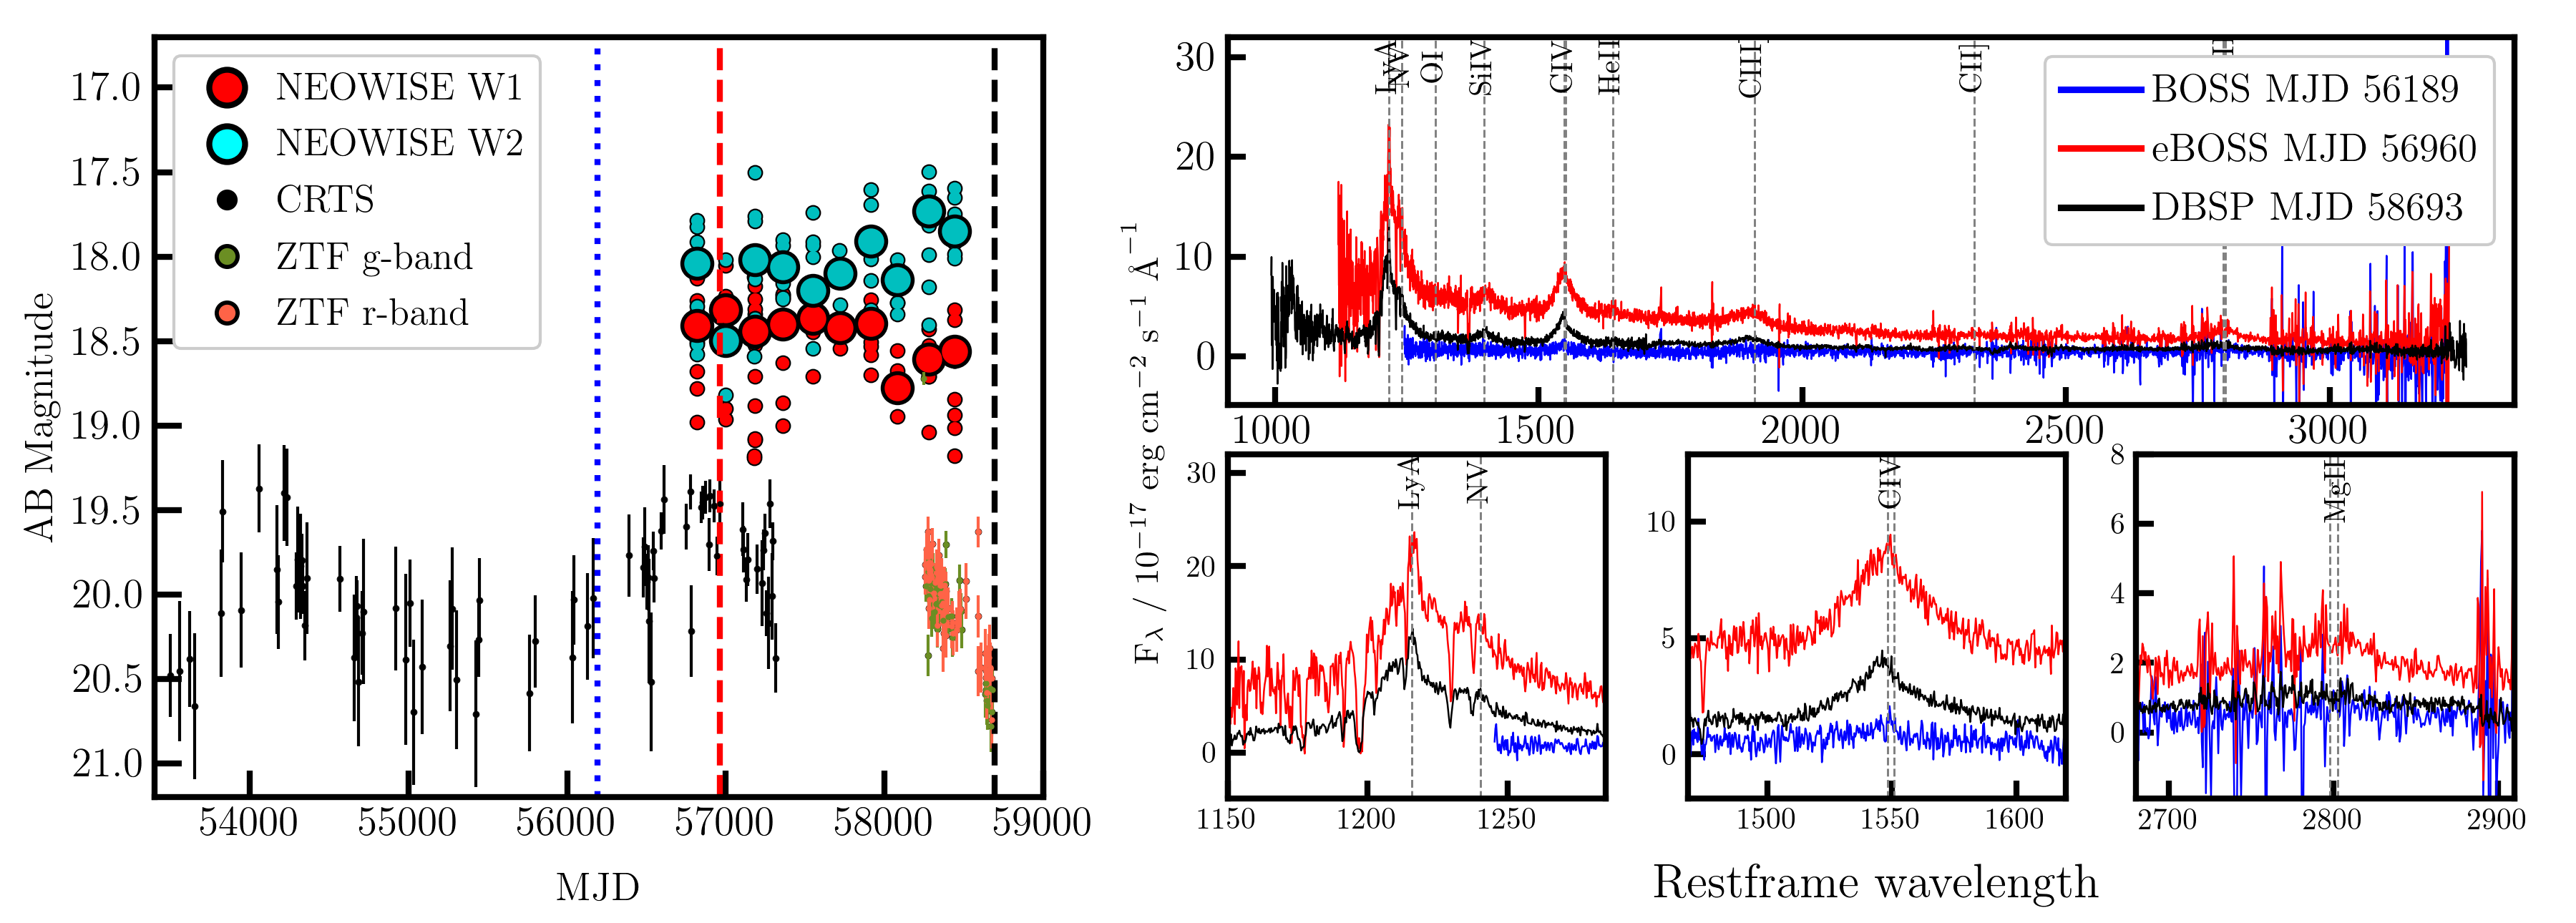 AB Magnitude
17.0
17.5
18.0
18.5
19.0
19.5
20.0
20.5
21.0
NEOWISE W1
NEOWISE W2
CRTS
ZTF g-band
ZTF r-band
54000 55000 56000 57000 58000 59000
MJD
F_λ / 10⁻¹⁷ erg cm⁻² s⁻¹ Å⁻¹
30
20
10
0
LyA NV OI SiIV CIV HeII CIII] CII]
BOSS MJD 56189
eBOSS MJD 56960
DBSP MJD 58693
1000 1500 2000 2500 3000
30
20
10
0
LyA NV
1150 1200 1250
10
5
0
CIV
1500 1550 1600
8
6
4
2
0
MgII
2700 2800 2900
Restframe wavelength